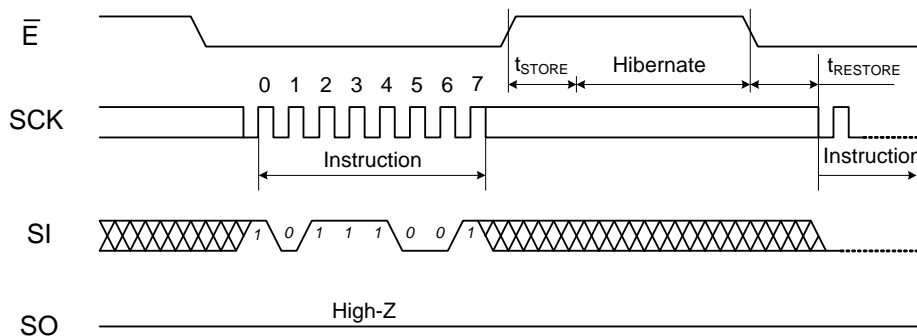 E̅
t_STORE Hibernate t_RESTORE
0 1 2 3 4 5 6 7
SCK
Instruction Instruction
SI 1 0 1 1 1 0 0 1
High-Z
SO